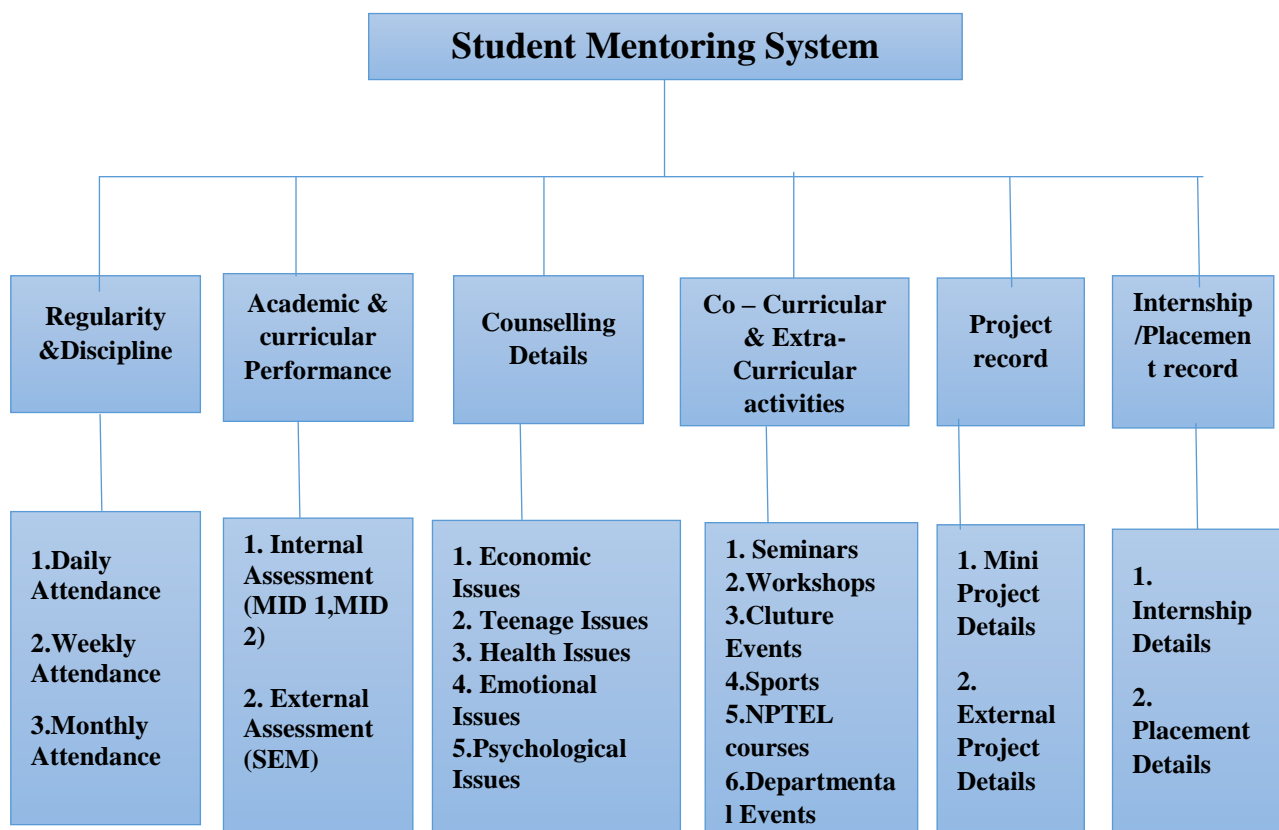 Student Mentoring System
Regularity
&Discipline
Academic &
curricular
Performance
Counselling
Details
Co – Curricular
& Extra-
Curricular
activities
Project
record
Internship
/Placemen
t record
1.Daily
Attendance
2.Weekly
Attendance
3.Monthly
Attendance
1. Internal
Assessment
(MID 1,MID
2)
2. External
Assessment
(SEM)
1. Economic
Issues
2. Teenage Issues
3. Health Issues
4. Emotional
Issues
5.Psychological
Issues
1. Seminars
2.Workshops
3.Cluture
Events
4.Sports
5.NPTEL
courses
6.Departmenta
l Events
1. Mini
Project
Details
2.
External
Project
Details
1.
Internship
Details
2.
Placement
Details